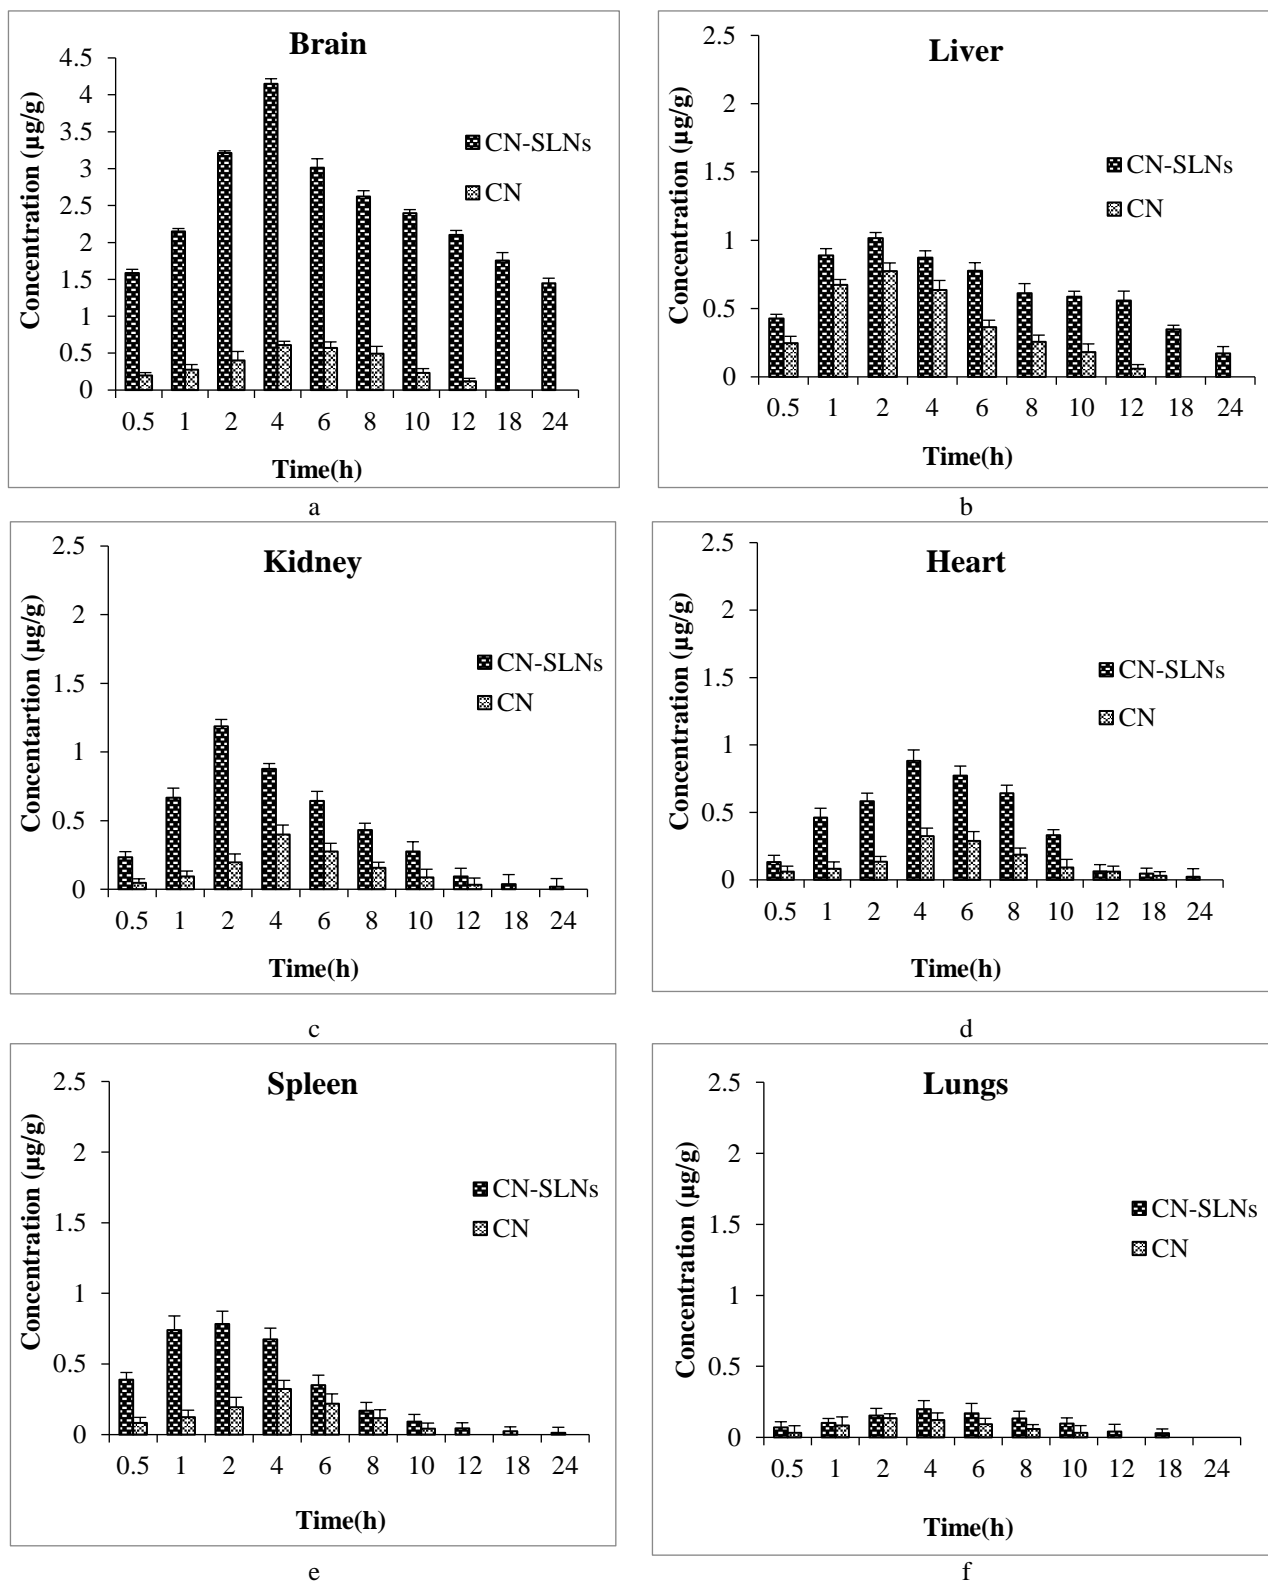 Brain
Concentration (µg/g)
4.5
4
3.5
3
2.5
2
1.5
1
0.5
0
CN-SLNs
CN
0.5 1 2 4 6 8 10 12 18 24
Time(h)
a
Liver
Concentration (µg/g)
2.5
2
1.5
1
0.5
0
CN-SLNs
CN
0.5 1 2 4 6 8 10 12 18 24
Time(h)
b
Kidney
Concentartion (µg/g)
2.5
2
1.5
1
0.5
0
CN-SLNs
CN
0.5 1 2 4 6 8 10 12 18 24
Time(h)
c
Heart
Concentration (µg/g)
2.5
2
1.5
1
0.5
0
CN-SLNs
CN
0.5 1 2 4 6 8 10 12 18 24
Time(h)
d
Spleen
Concentration (µg/g)
2.5
2
1.5
1
0.5
0
CN-SLNs
CN
0.5 1 2 4 6 8 10 12 18 24
Time(h)
e
Lungs
Concentration (µg/g)
2.5
2
1.5
1
0.5
0
CN-SLNs
CN
0.5 1 2 4 6 8 10 12 18 24
Time(h)
f